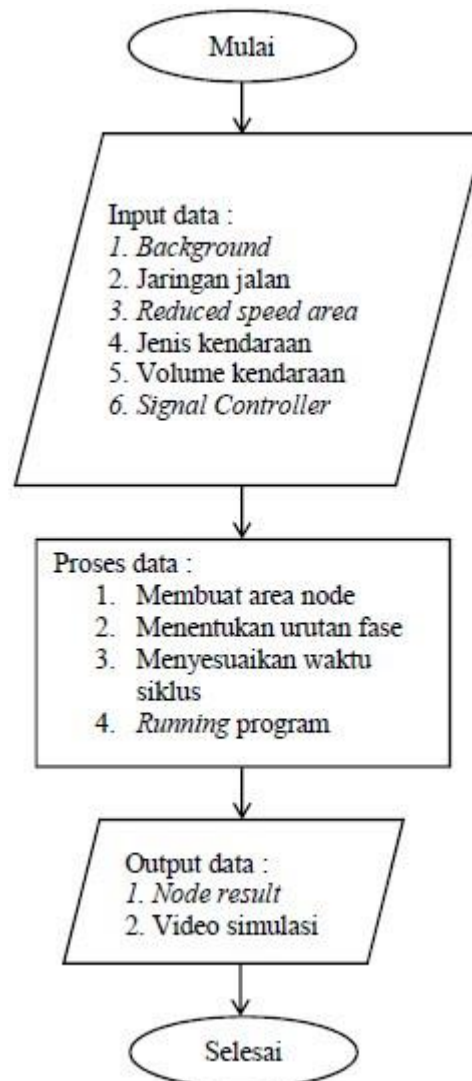 Mulai
Input data :
1. Background
2. Jaringan jalan
3. Reduced speed area
4. Jenis kendaraan
5. Volume kendaraan
6. Signal Controller
Proses data :
1. Membuat area node
2. Menentukan urutan fase
3. Menyesuaikan waktu
siklus
4. Running program
Output data :
1. Node result
2. Video simulasi
Selesai